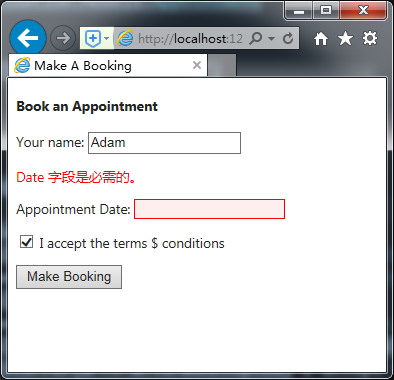 http://localhost:12
Make A Booking
Book an Appointment
Your name: Adam
Date 字段是必需的。
Appointment Date:
I accept the terms $ conditions
Make Booking